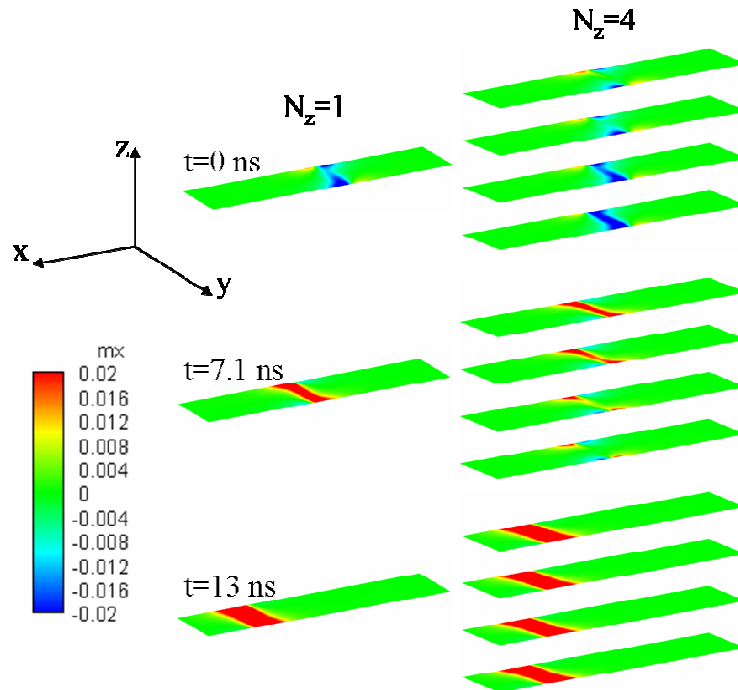 N_z=4
N_z=1
z
t=0 ns
x
y
mx
0.02
0.016
0.012
0.008
0.004
0
-0.004
-0.008
-0.012
-0.016
-0.02
t=7.1 ns
t=13 ns